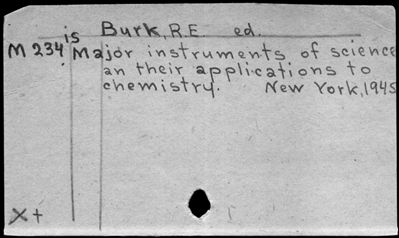 is Burk, R.E. ed.
M 234 Major instruments of science
an their applications to
chemistry. New York, 1945
X+